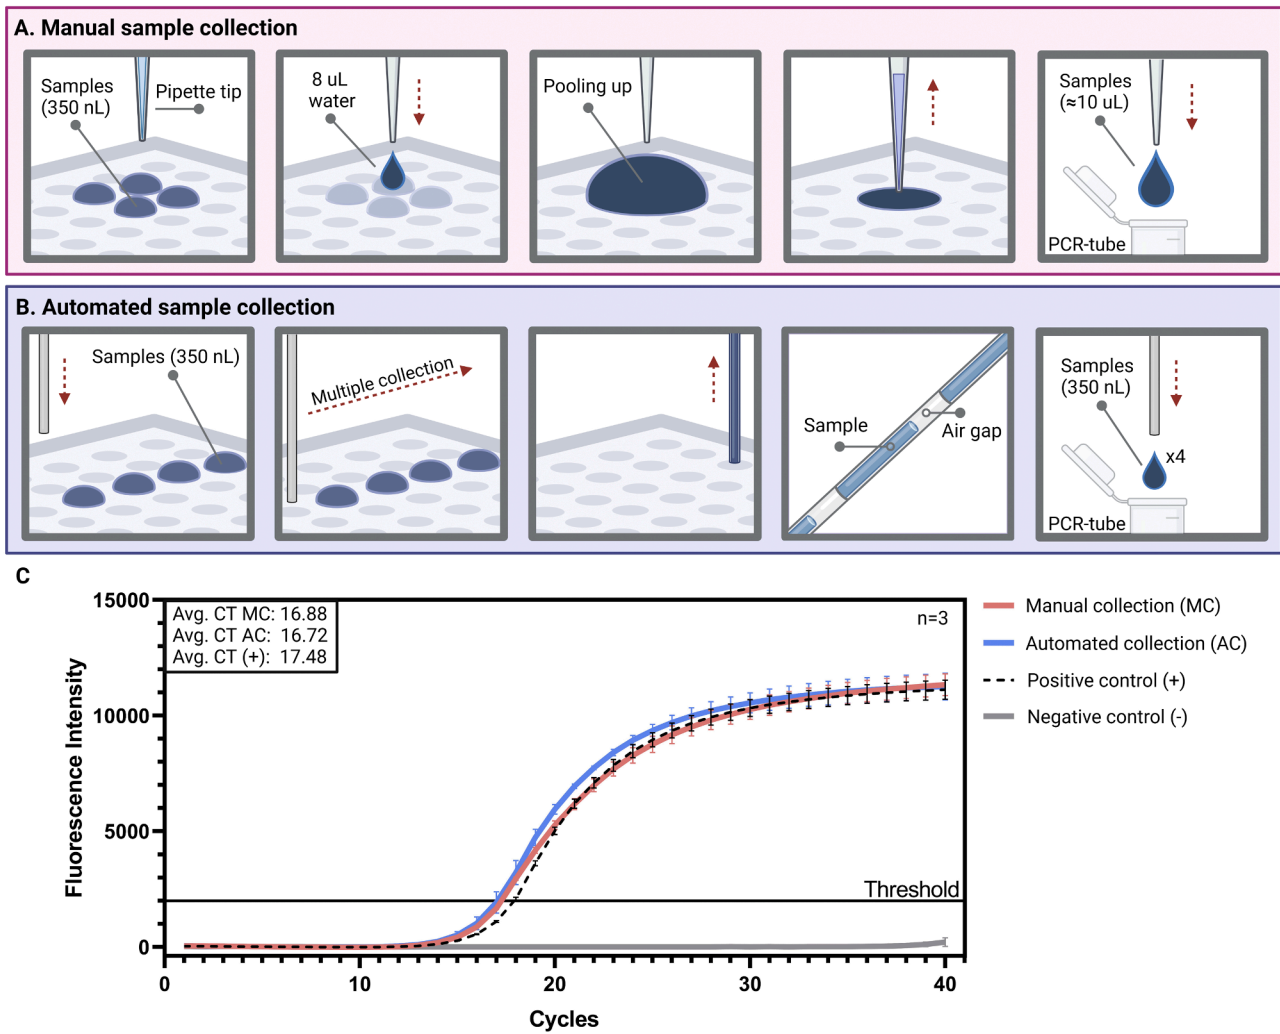 A. Manual sample collection
Samples
(350 nL)
Pipette tip
8 uL
water
Pooling up
Samples
(≈10 uL)
PCR-tube
B. Automated sample collection
Samples (350 nL)
Multiple collection
Sample
Air gap
Samples
(350 nL)
x4
PCR-tube
C
Avg. CT MC: 16.88
Avg. CT AC: 16.72
Avg. CT (+): 17.48
n=3
Threshold
15000
10000
5000
0
Fluorescence Intensity
0
10
20
30
40
Cycles
Manual collection (MC)
Automated collection (AC)
Positive control (+)
Negative control (-)